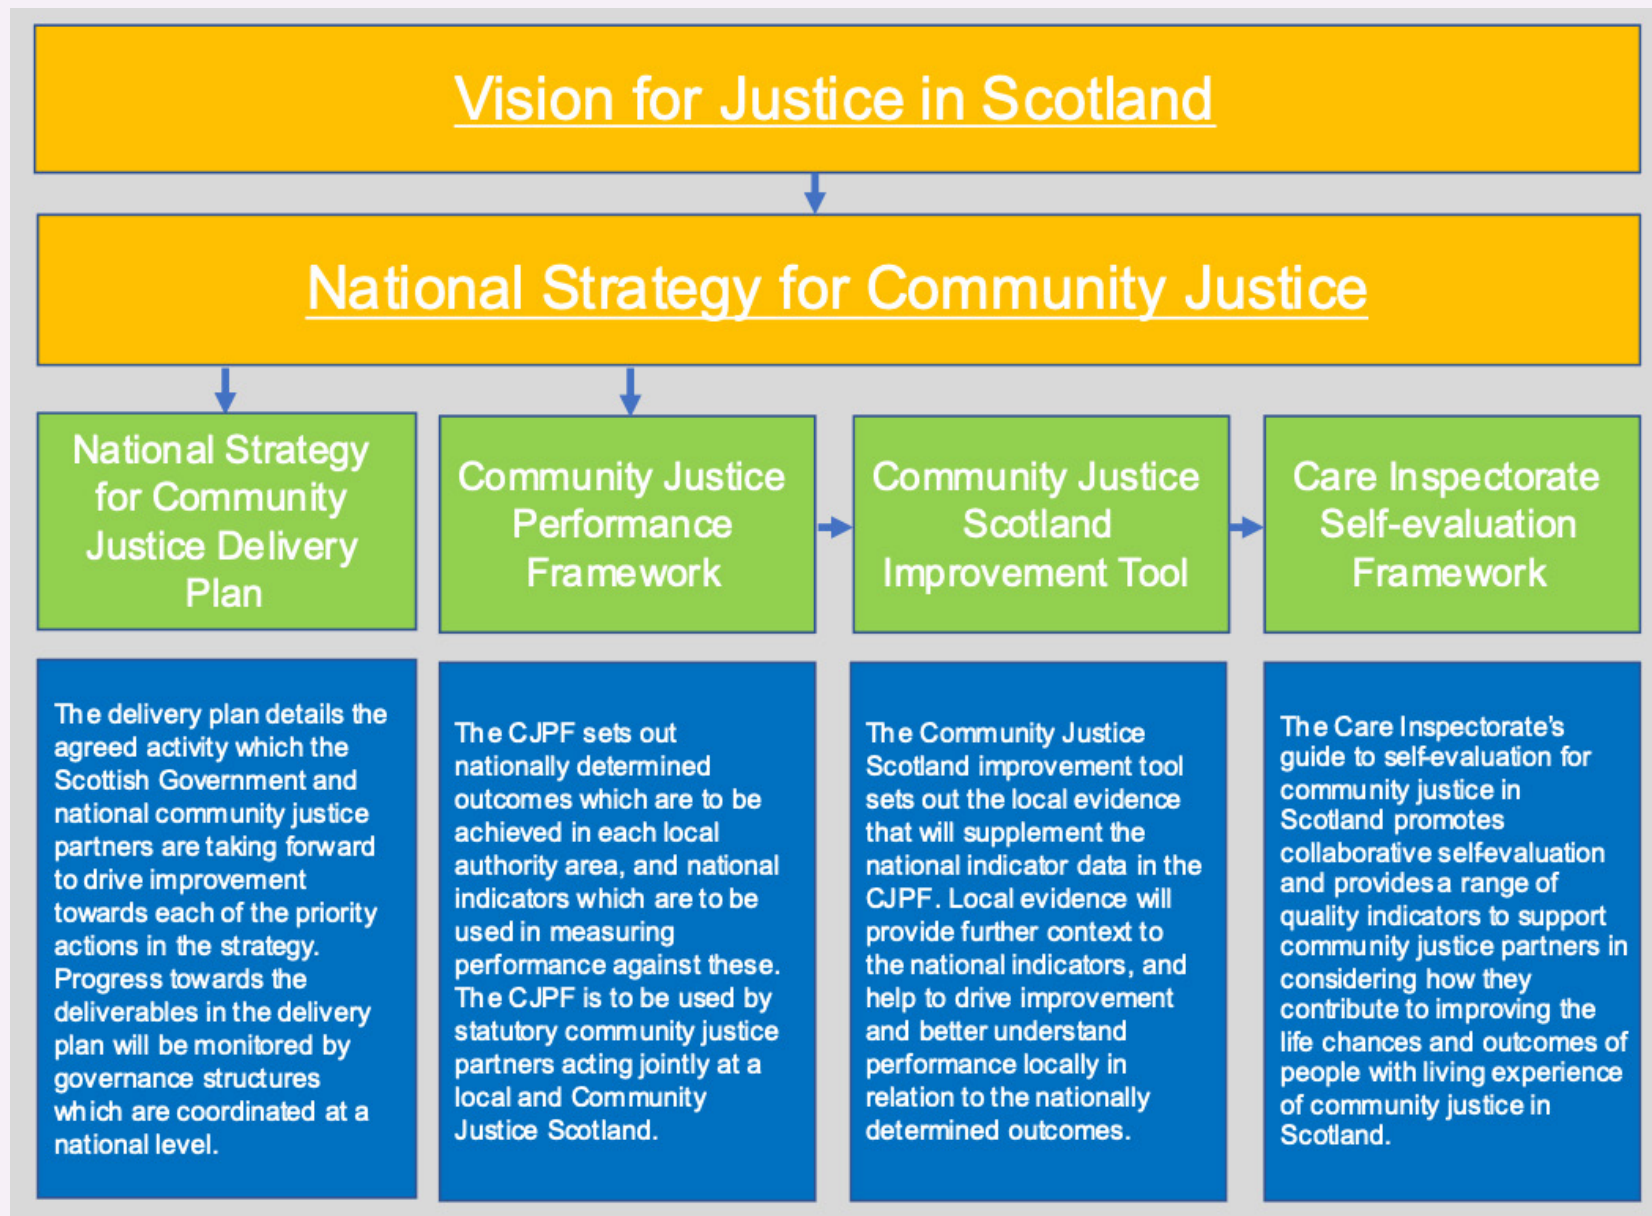 Vision for Justice in Scotland
National Strategy for Community Justice
National Strategy
for Community
Justice Delivery
Plan
Community Justice
Performance
Framework
Community Justice
Scotland
Improvement Tool
Care Inspectorate
Self-evaluation
Framework
The delivery plan details the
agreed activity which the
Scottish Government and
national community justice
partners are taking forward
to drive improvement
towards each of the priority
actions in the strategy.
Progress towards the
deliverables in the delivery
plan will be monitored by
governance structures
which are coordinated at a
national level.
The CJPF sets out
nationally determined
outcomes which are to be
achieved in each local
authority area, and national
indicators which are to be
used in measuring
performance against these.
The CJPF is to be used by
statutory community justice
partners acting jointly at a
local and Community
Justice Scotland.
The Community Justice
Scotland improvement tool
sets out the local evidence
that will supplement the
national indicator data in the
CJPF. Local evidence will
provide further context to
the national indicators, and
help to drive improvement
and better understand
performance locally in
relation to the nationally
determined outcomes.
The Care Inspectorate's
guide to self-evaluation for
community justice in
Scotland promotes
collaborative selfevaluation
and provides a range of
quality indicators to support
community justice partners in
considering how they
contribute to improving the
life chances and outcomes of
people with living experience
of community justice in
Scotland.